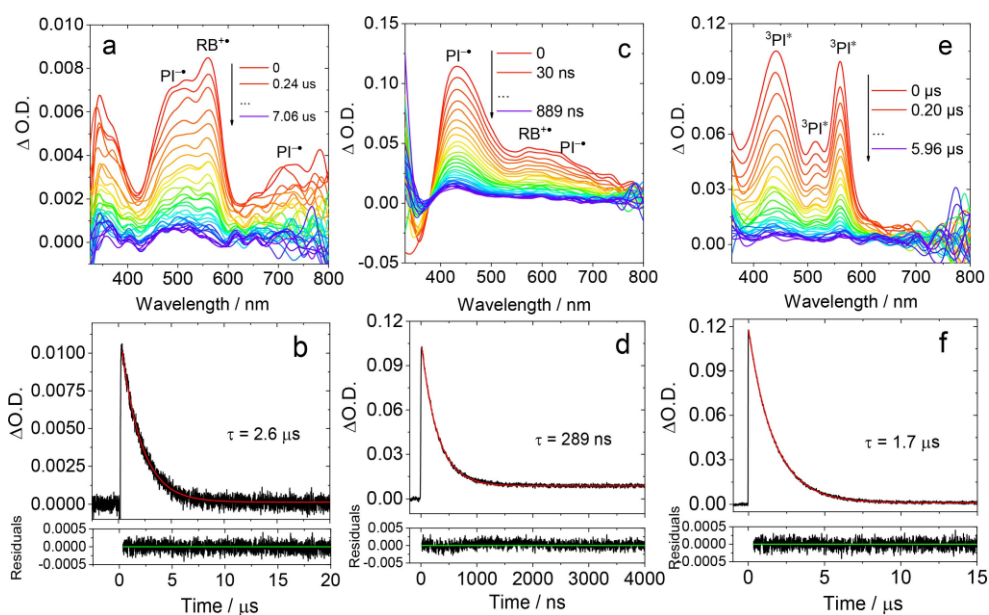 a
PI⁻•
RB⁺•
0
0.24 us
...
7.06 us
PI⁻•
0.010
0.008
0.006
0.004
0.002
0.000
Δ O.D.
400 500 600 700 800
Wavelength / nm
c
PI⁻•
0
30 ns
...
889 ns
RB⁺•
PI⁻•
0.15
0.10
0.05
0.00
-0.05
Δ O.D.
400 500 600 700 800
Wavelength / nm
e
³PI*
³PI*
³PI*
0 μs
0.20 μs
...
5.96 μs
0.12
0.09
0.06
0.03
0.00
Δ O.D.
400 500 600 700 800
Wavelength / nm
b
τ = 2.6 μs
0.0100
0.0075
0.0050
0.0025
0.0000
ΔO.D.
0.0005
0.0000
-0.0005
Residuals
0 5 10 15 20
Time / μs
d
τ = 289 ns
0.12
0.09
0.06
0.03
0.00
ΔO.D.
0.005
0.000
-0.005
Residuals
0 1000 2000 3000 4000
Time / ns
f
τ = 1.7 μs
0.12
0.09
0.06
0.03
0.00
ΔO.D.
0.005
0.000
-0.005
Residuals
0 5 10 15
Time / μs